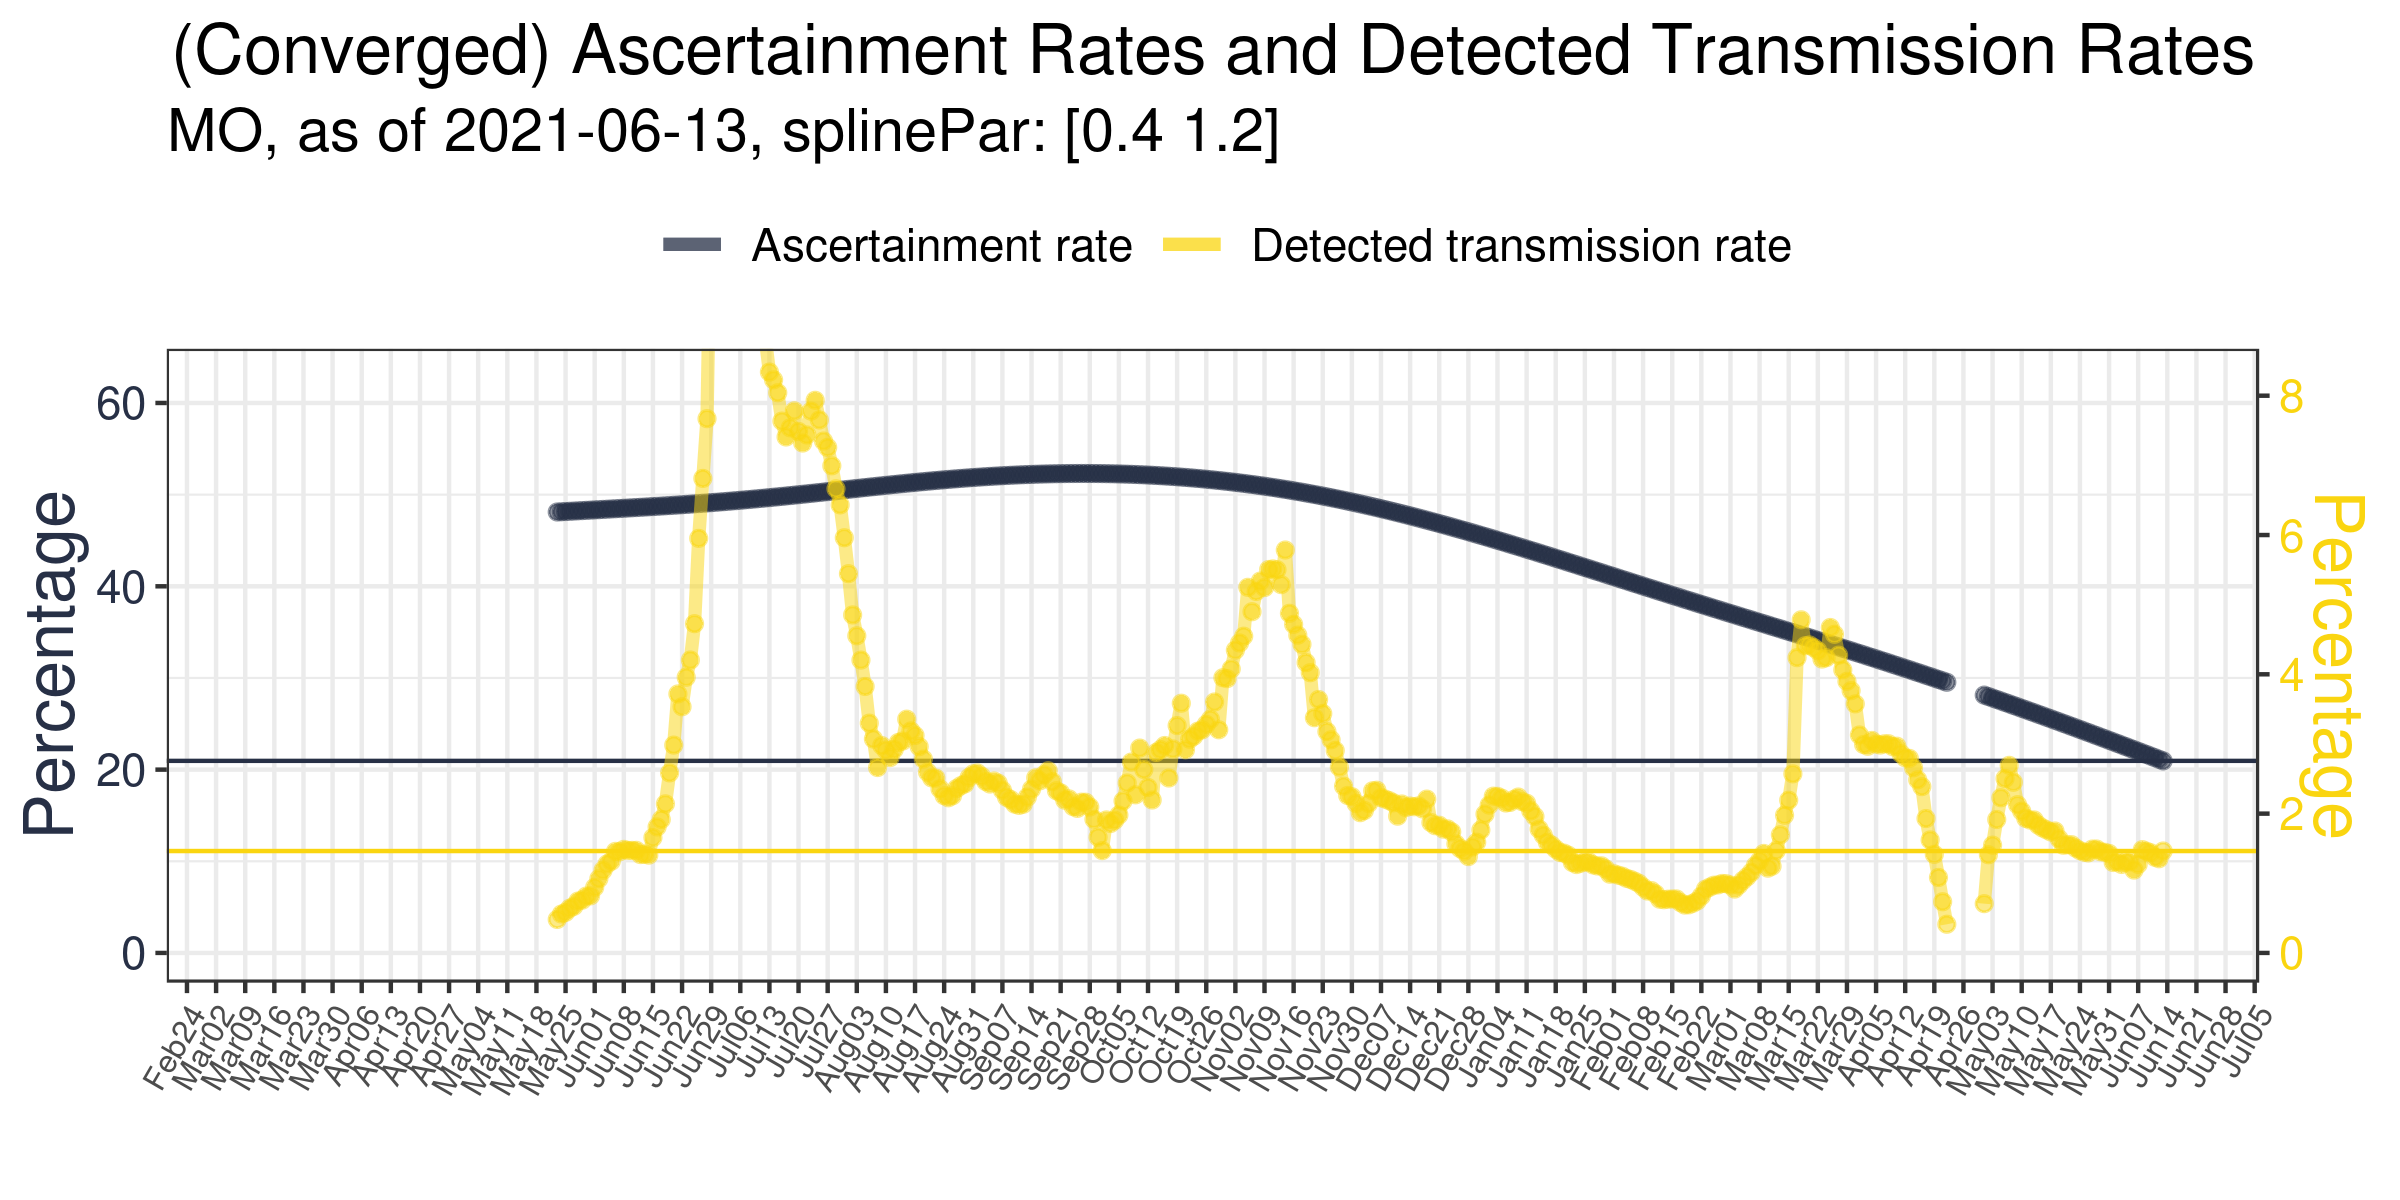 (Converged) Ascertainment Rates and Detected Transmission Rates
MO, as of 2021-06-13, splinePar: [0.4 1.2]
Ascertainment rate
Detected transmission rate
Percentage
60
40
20
0
8
6
4
2
0
Percentage
Feb24
Mar02
Mar09
Mar16
Mar23
Mar30
Apr06
Apr13
Apr20
Apr27
May04
May11
May18
May25
Jun01
Jun08
Jun15
Jun22
Jun29
Jul06
Jul13
Jul20
Jul27
Aug03
Aug10
Aug17
Aug24
Aug31
Sep07
Sep14
Sep21
Sep28
Oct05
Oct12
Oct19
Oct26
Nov02
Nov09
Nov16
Nov23
Nov30
Dec07
Dec14
Dec21
Dec28
Jan04
Jan11
Jan18
Jan25
Feb01
Feb08
Feb15
Feb22
Mar01
Mar08
Mar15
Mar22
Mar29
Apr05
Apr12
Apr19
Apr26
May03
May10
May17
May24
May31
Jun07
Jun14
Jun21
Jun28
Jul05